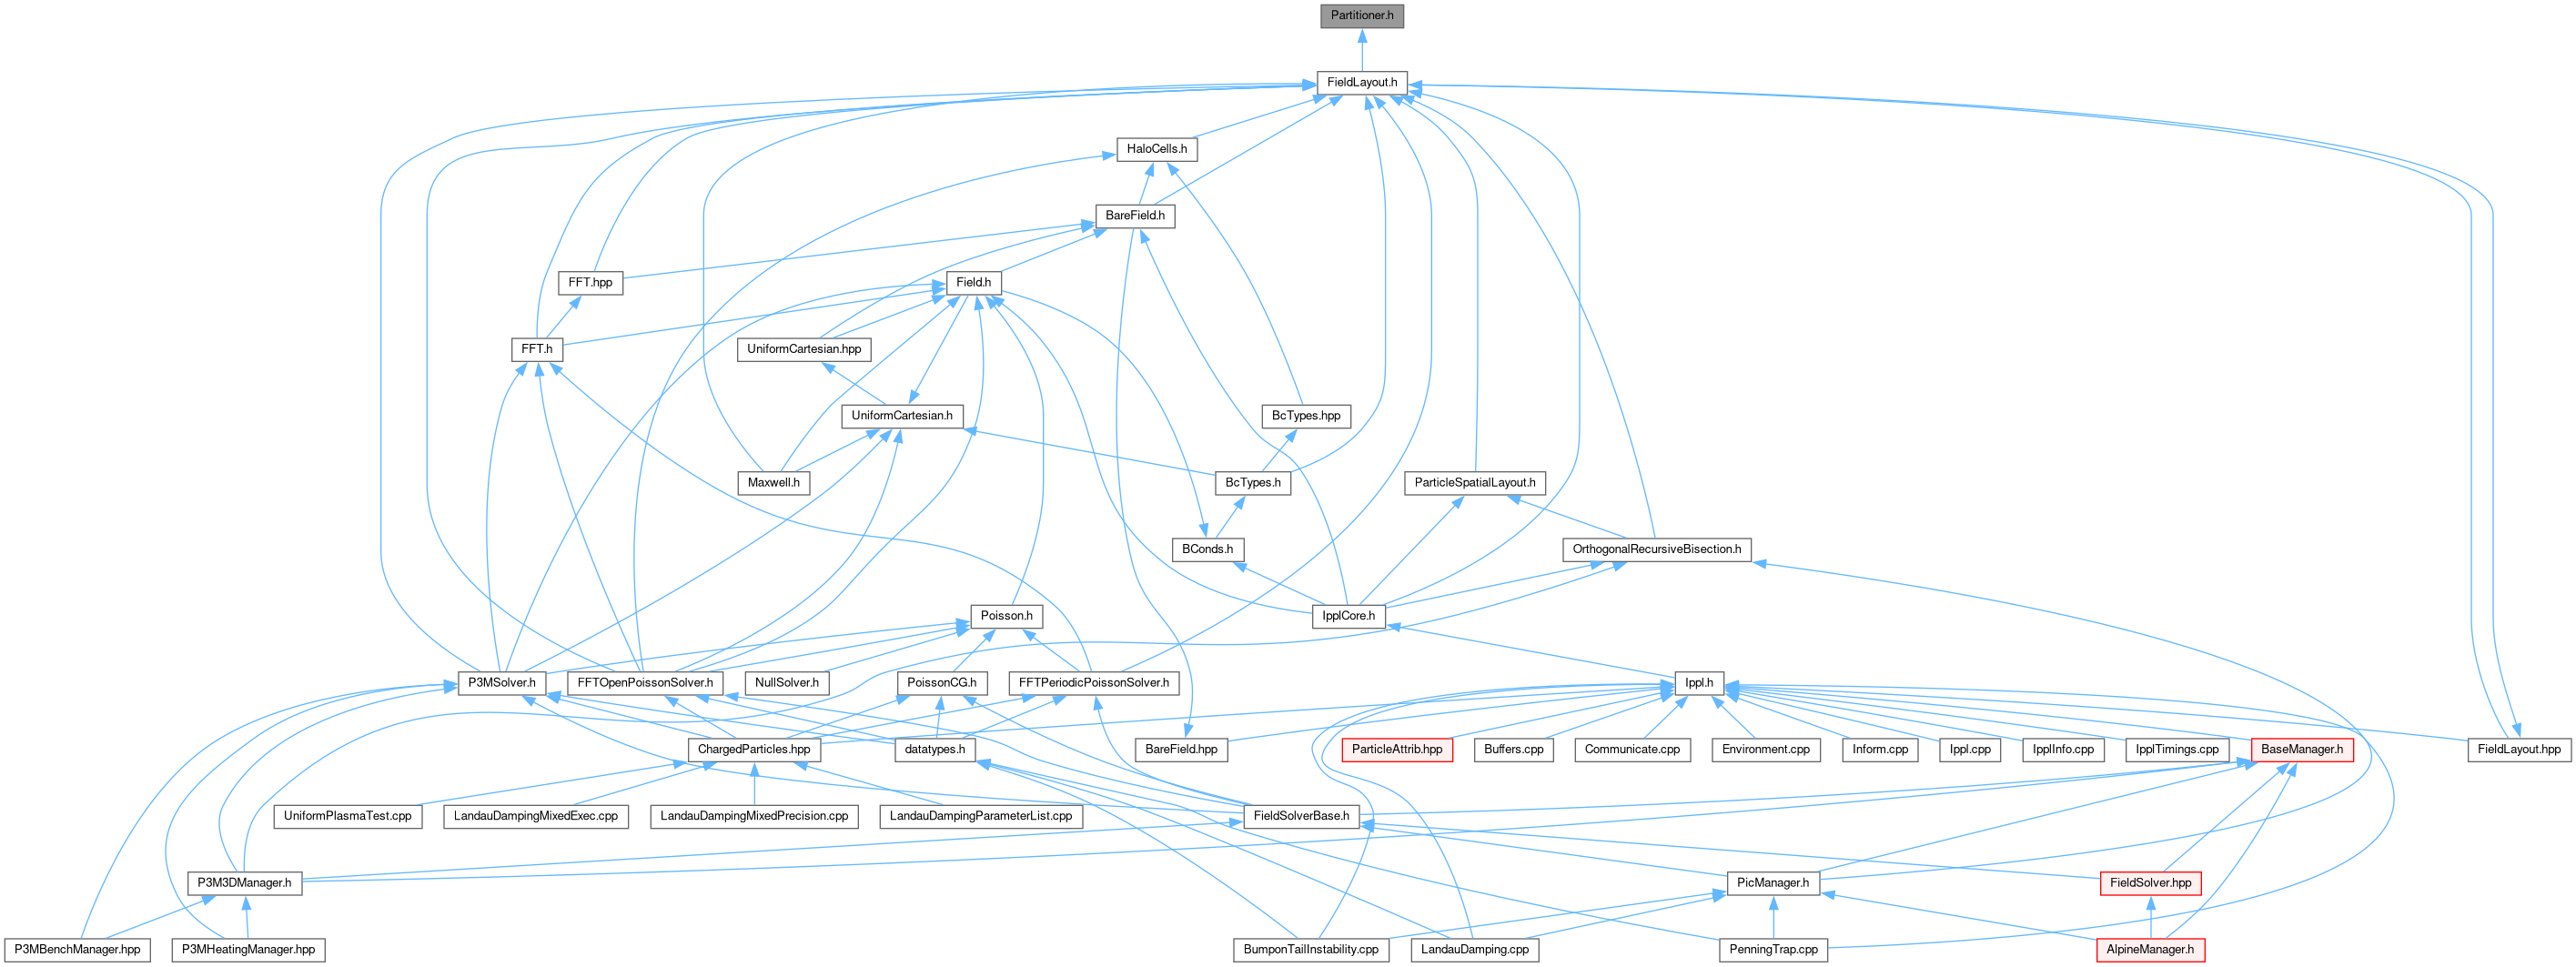 Partitioner.h
FieldLayout.h
HaloCells.h
BareField.h
FFT.hpp
Field.h
FFT.h
UniformCartesian.hpp
UniformCartesian.h
BcTypes.hpp
Maxwell.h
BcTypes.h
ParticleSpatialLayout.h
BConds.h
OrthogonalRecursiveBisection.h
Poisson.h
IpplCore.h
P3MSolver.h
FFTOpenPoissonSolver.h
NullSolver.h
PoissonCG.h
FFTPeriodicPoissonSolver.h
Ippl.h
ChargedParticles.hpp
datatypes.h
BareField.hpp
ParticleAttrib.hpp
Buffers.cpp
Communicate.cpp
Environment.cpp
Inform.cpp
Ippl.cpp
IpplInfo.cpp
IpplTimings.cpp
BaseManager.h
FieldLayout.hpp
UniformPlasmaTest.cpp
LandauDampingMixedExec.cpp
LandauDampingMixedPrecision.cpp
LandauDampingParameterList.cpp
FieldSolverBase.h
P3M3DManager.h
PicManager.h
FieldSolver.hpp
P3MBenchManager.hpp
P3MHeatingManager.hpp
BumponTailInstability.cpp
LandauDamping.cpp
PenningTrap.cpp
AlpineManager.h